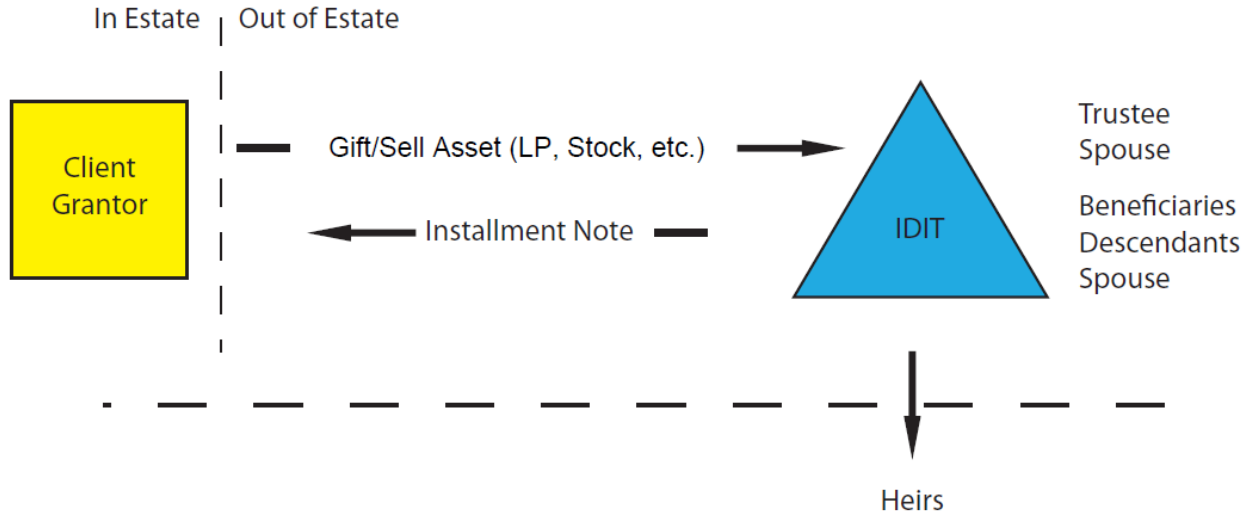 In Estate
Out of Estate
Client
Grantor
Gift/Sell Asset (LP, Stock, etc.)
Installment Note
IDIT
Trustee
Spouse
Beneficiaries
Descendants
Spouse
Heirs